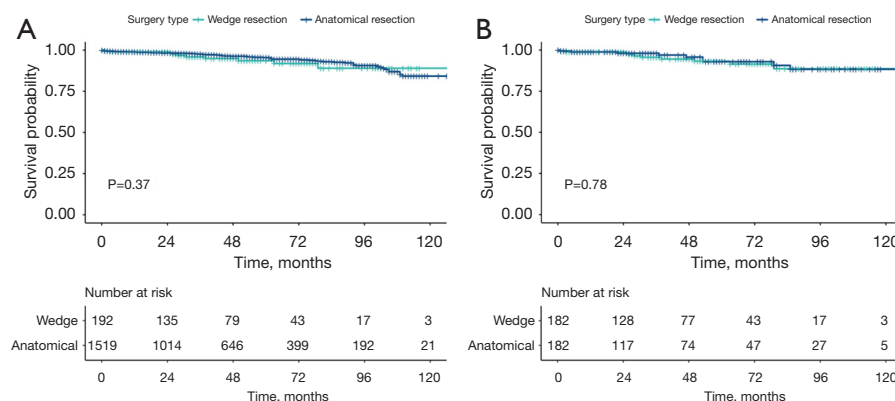 A
Surgery type Wedge resection Anatomical resection
Survival probability
1.00
0.75
0.50
0.25
0.00
P=0.37
0 24 48 72 96 120
Time, months
Number at risk
Wedge 192 135 79 43 17 3
Anatomical 1519 1014 646 399 192 21
0 24 48 72 96 120
Time, months
B
Surgery type Wedge resection Anatomical resection
Survival probability
1.00
0.75
0.50
0.25
0.00
P=0.78
0 24 48 72 96 120
Time, months
Number at risk
Wedge 182 128 77 43 17 3
Anatomical 182 117 74 47 27 5
0 24 48 72 96 120
Time, months